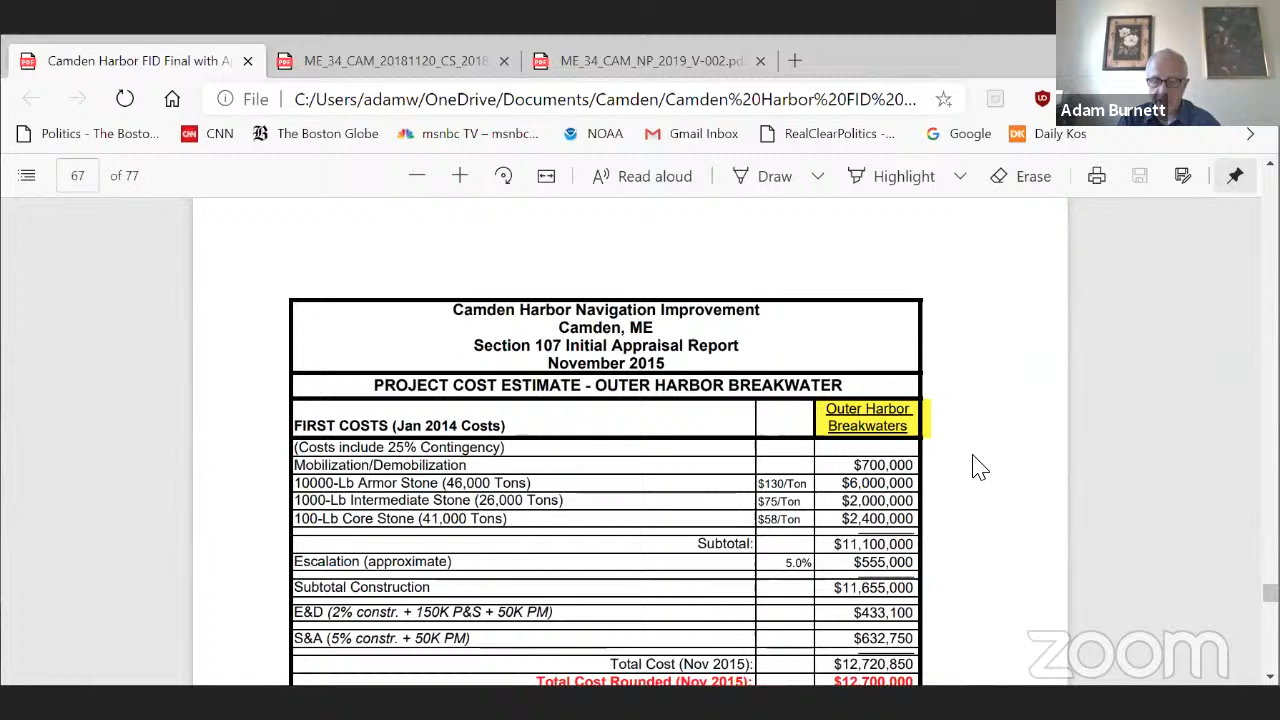 Camden Harbor FID Final with A
ME_34_CAM_20181120_CS_2018
ME_34_CAM_NP_2019_V-002.pd
File
C:/Users/adamw/OneDrive/Documents/Camden/Camden%20Harbor%20FID%20...
Adam Burnett
Politics - The Bosto...
CNN
The Boston Globe
msnbc TV – msnbc...
NOAA
Gmail Inbox
RealClearPolitics -...
Google
Daily Kos
67 of 77
Read aloud
Draw
Highlight
Erase
Camden Harbor Navigation Improvement
Camden, ME
Section 107 Initial Appraisal Report
November 2015
PROJECT COST ESTIMATE - OUTER HARBOR BREAKWATER
FIRST COSTS (Jan 2014 Costs)
Outer Harbor
Breakwaters
(Costs include 25% Contingency)
Mobilization/Demobilization $700,000
10000-Lb Armor Stone (46,000 Tons) $130/Ton $6,000,000
1000-Lb Intermediate Stone (26,000 Tons) $75/Ton $2,000,000
100-Lb Core Stone (41,000 Tons) $58/Ton $2,400,000
Subtotal: $11,100,000
Escalation (approximate) 5.0% $555,000
Subtotal Construction $11,655,000
E&D (2% constr. + 150K P&S + 50K PM) $433,100
S&A (5% constr. + 50K PM) $632,750
Total Cost (Nov 2015): $12,720,850
Total Cost Rounded (Nov 2015): $12,700,000
zoom